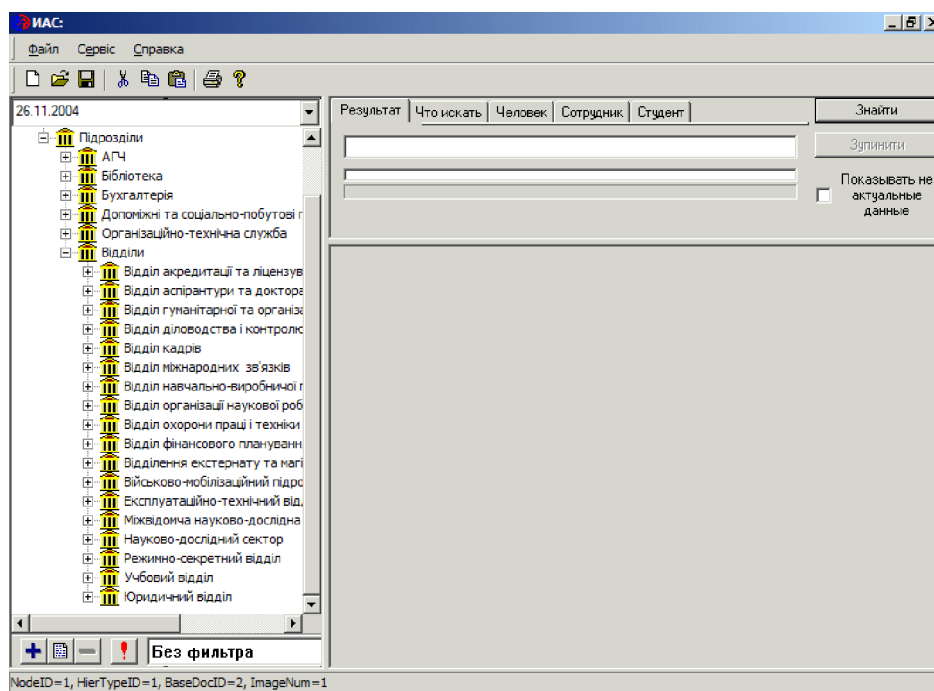 ИАС:
Файл Сервіс Справка
26.11.2004
Підрозділи
АГЧ
Бібліотека
Бухгалтерія
Допоміжні та соціально-побутові г
Організаційно-технічна служба
Відділи
Відділ акредитації та ліцензув
Відділ аспірантури та доктора
Відділ гуманітарної та організа
Відділ діловодства і контролю
Відділ кадрів
Відділ міжнародних зв'язків
Відділ навчально-виробничої г
Відділ організації наукової роб
Відділ охорони праці і техніки
Відділ фінансового плануванн
Відділення екстернату та магі
Військово-мобілізаційний підро
Експлуатаційно-технічний від
Міжвідомча науково-дослідна
Науково-дослідний сектор
Режимно-секретний відділ
Учбовий відділ
Юридичний відділ
Без фильтра
Результат Что искать Человек Сотрудник Студент
Знайти
Зупинити
Показывать не
актуальные
данные
NodeID=1, HierTypeID=1, BaseDocID=2, ImageNum=1